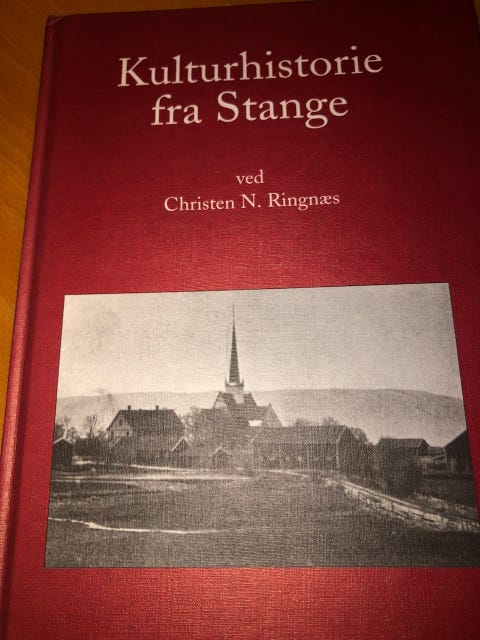 Kulturhistorie
fra Stange
ved
Christen N. Ringnæs